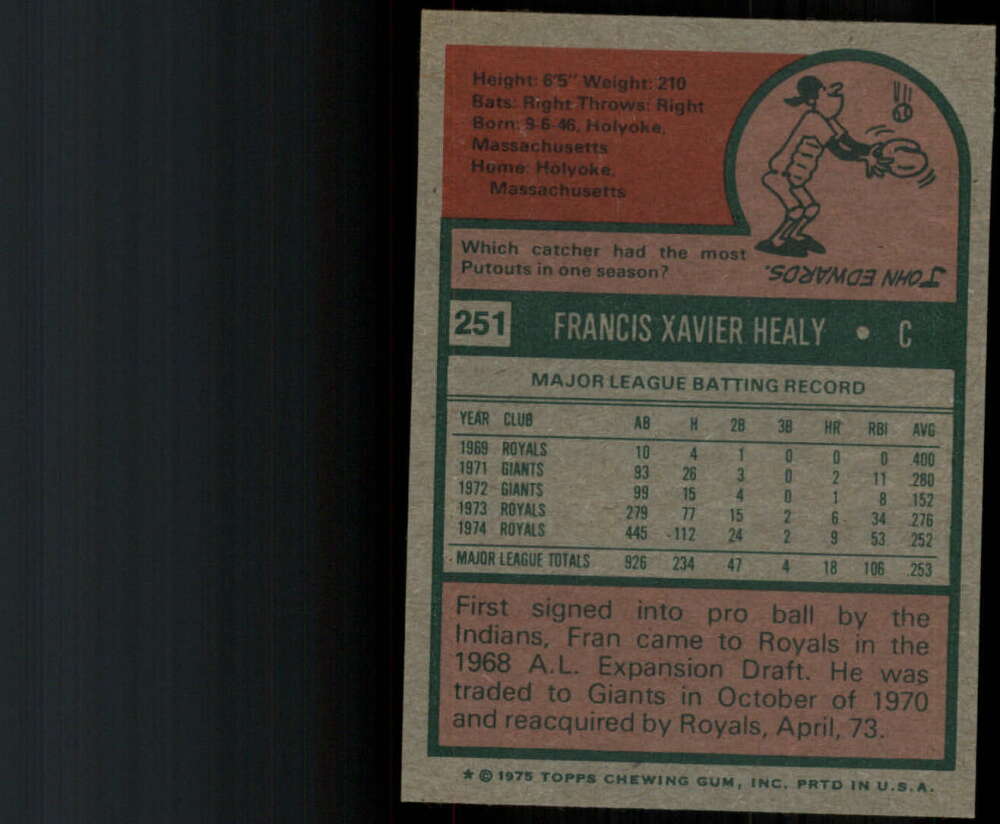 Height: 6'5" Weight: 210
Bats: Right Throws: Right
Born: 9-6-46, Holyoke,
Massachusetts
Home: Holyoke,
Massachusetts
Which catcher had the most
Putouts in one season?
JOHN EDWARDS.
251 FRANCIS XAVIER HEALY • C
MAJOR LEAGUE BATTING RECORD
YEAR CLUB AB H 2B 3B HR RBI AVG
1969 ROYALS 10 4 1 0 0 0 .400
1971 GIANTS 93 26 3 0 2 11 .280
1972 GIANTS 99 15 4 0 1 8 .152
1973 ROYALS 279 77 15 2 6 34 .276
1974 ROYALS 445 112 24 2 9 53 .252
MAJOR LEAGUE TOTALS 926 234 47 4 18 106 .253
First signed into pro ball by the
Indians, Fran came to Royals in the
1968 A.L. Expansion Draft. He was
traded to Giants in October of 1970
and reacquired by Royals, April, 73.
★ © 1975 TOPPS CHEWING GUM, INC. PRTD IN U.S.A.